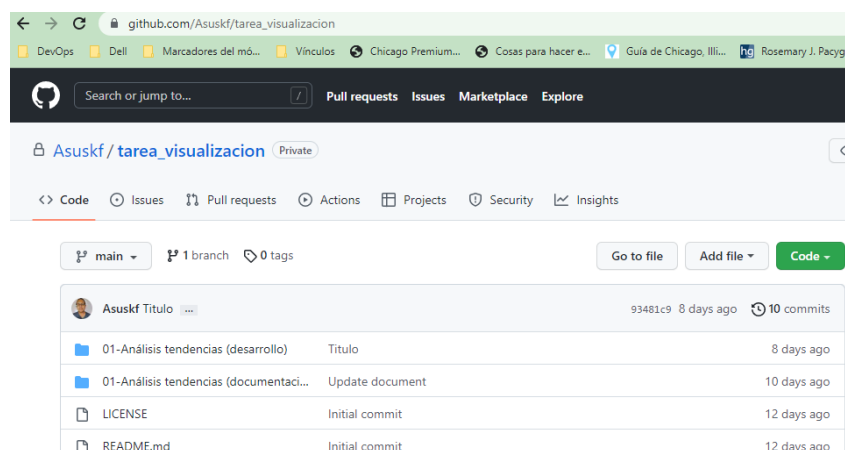 github.com/Asuskf/tarea_visualizacion
DevOps Dell Marcadores del mó... Vínculos Chicago Premium... Cosas para hacer e... Guía de Chicago, Illi... hg Rosemary J. Pacyg
Search or jump to... / Pull requests Issues Marketplace Explore
Asuskf / tarea_visualizacion Private
<> Code Issues Pull requests Actions Projects Security Insights
main 1 branch 0 tags Go to file Add file Code
Asuskf Titulo ... 93481c9 8 days ago 10 commits
01-Análisis tendencias (desarrollo) Titulo 8 days ago
01-Análisis tendencias (documentaci... Update document 10 days ago
LICENSE Initial commit 12 days ago
README.md Initial commit 12 days ago